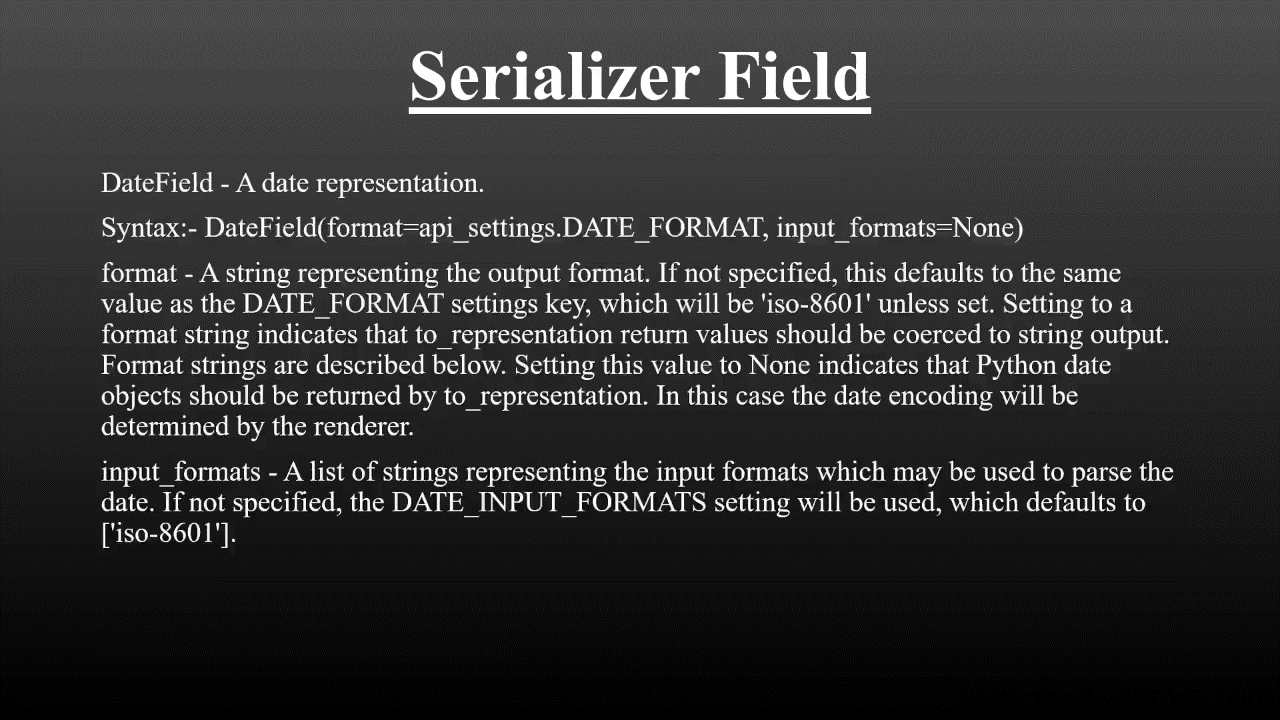 Serializer Field
DateField - A date representation.
Syntax:- DateField(format=api_settings.DATE_FORMAT, input_formats=None)
format - A string representing the output format. If not specified, this defaults to the same
value as the DATE_FORMAT settings key, which will be 'iso-8601' unless set. Setting to a
format string indicates that to_representation return values should be coerced to string output.
Format strings are described below. Setting this value to None indicates that Python date
objects should be returned by to_representation. In this case the date encoding will be
determined by the renderer.
input_formats - A list of strings representing the input formats which may be used to parse the
date. If not specified, the DATE_INPUT_FORMATS setting will be used, which defaults to
['iso-8601'].